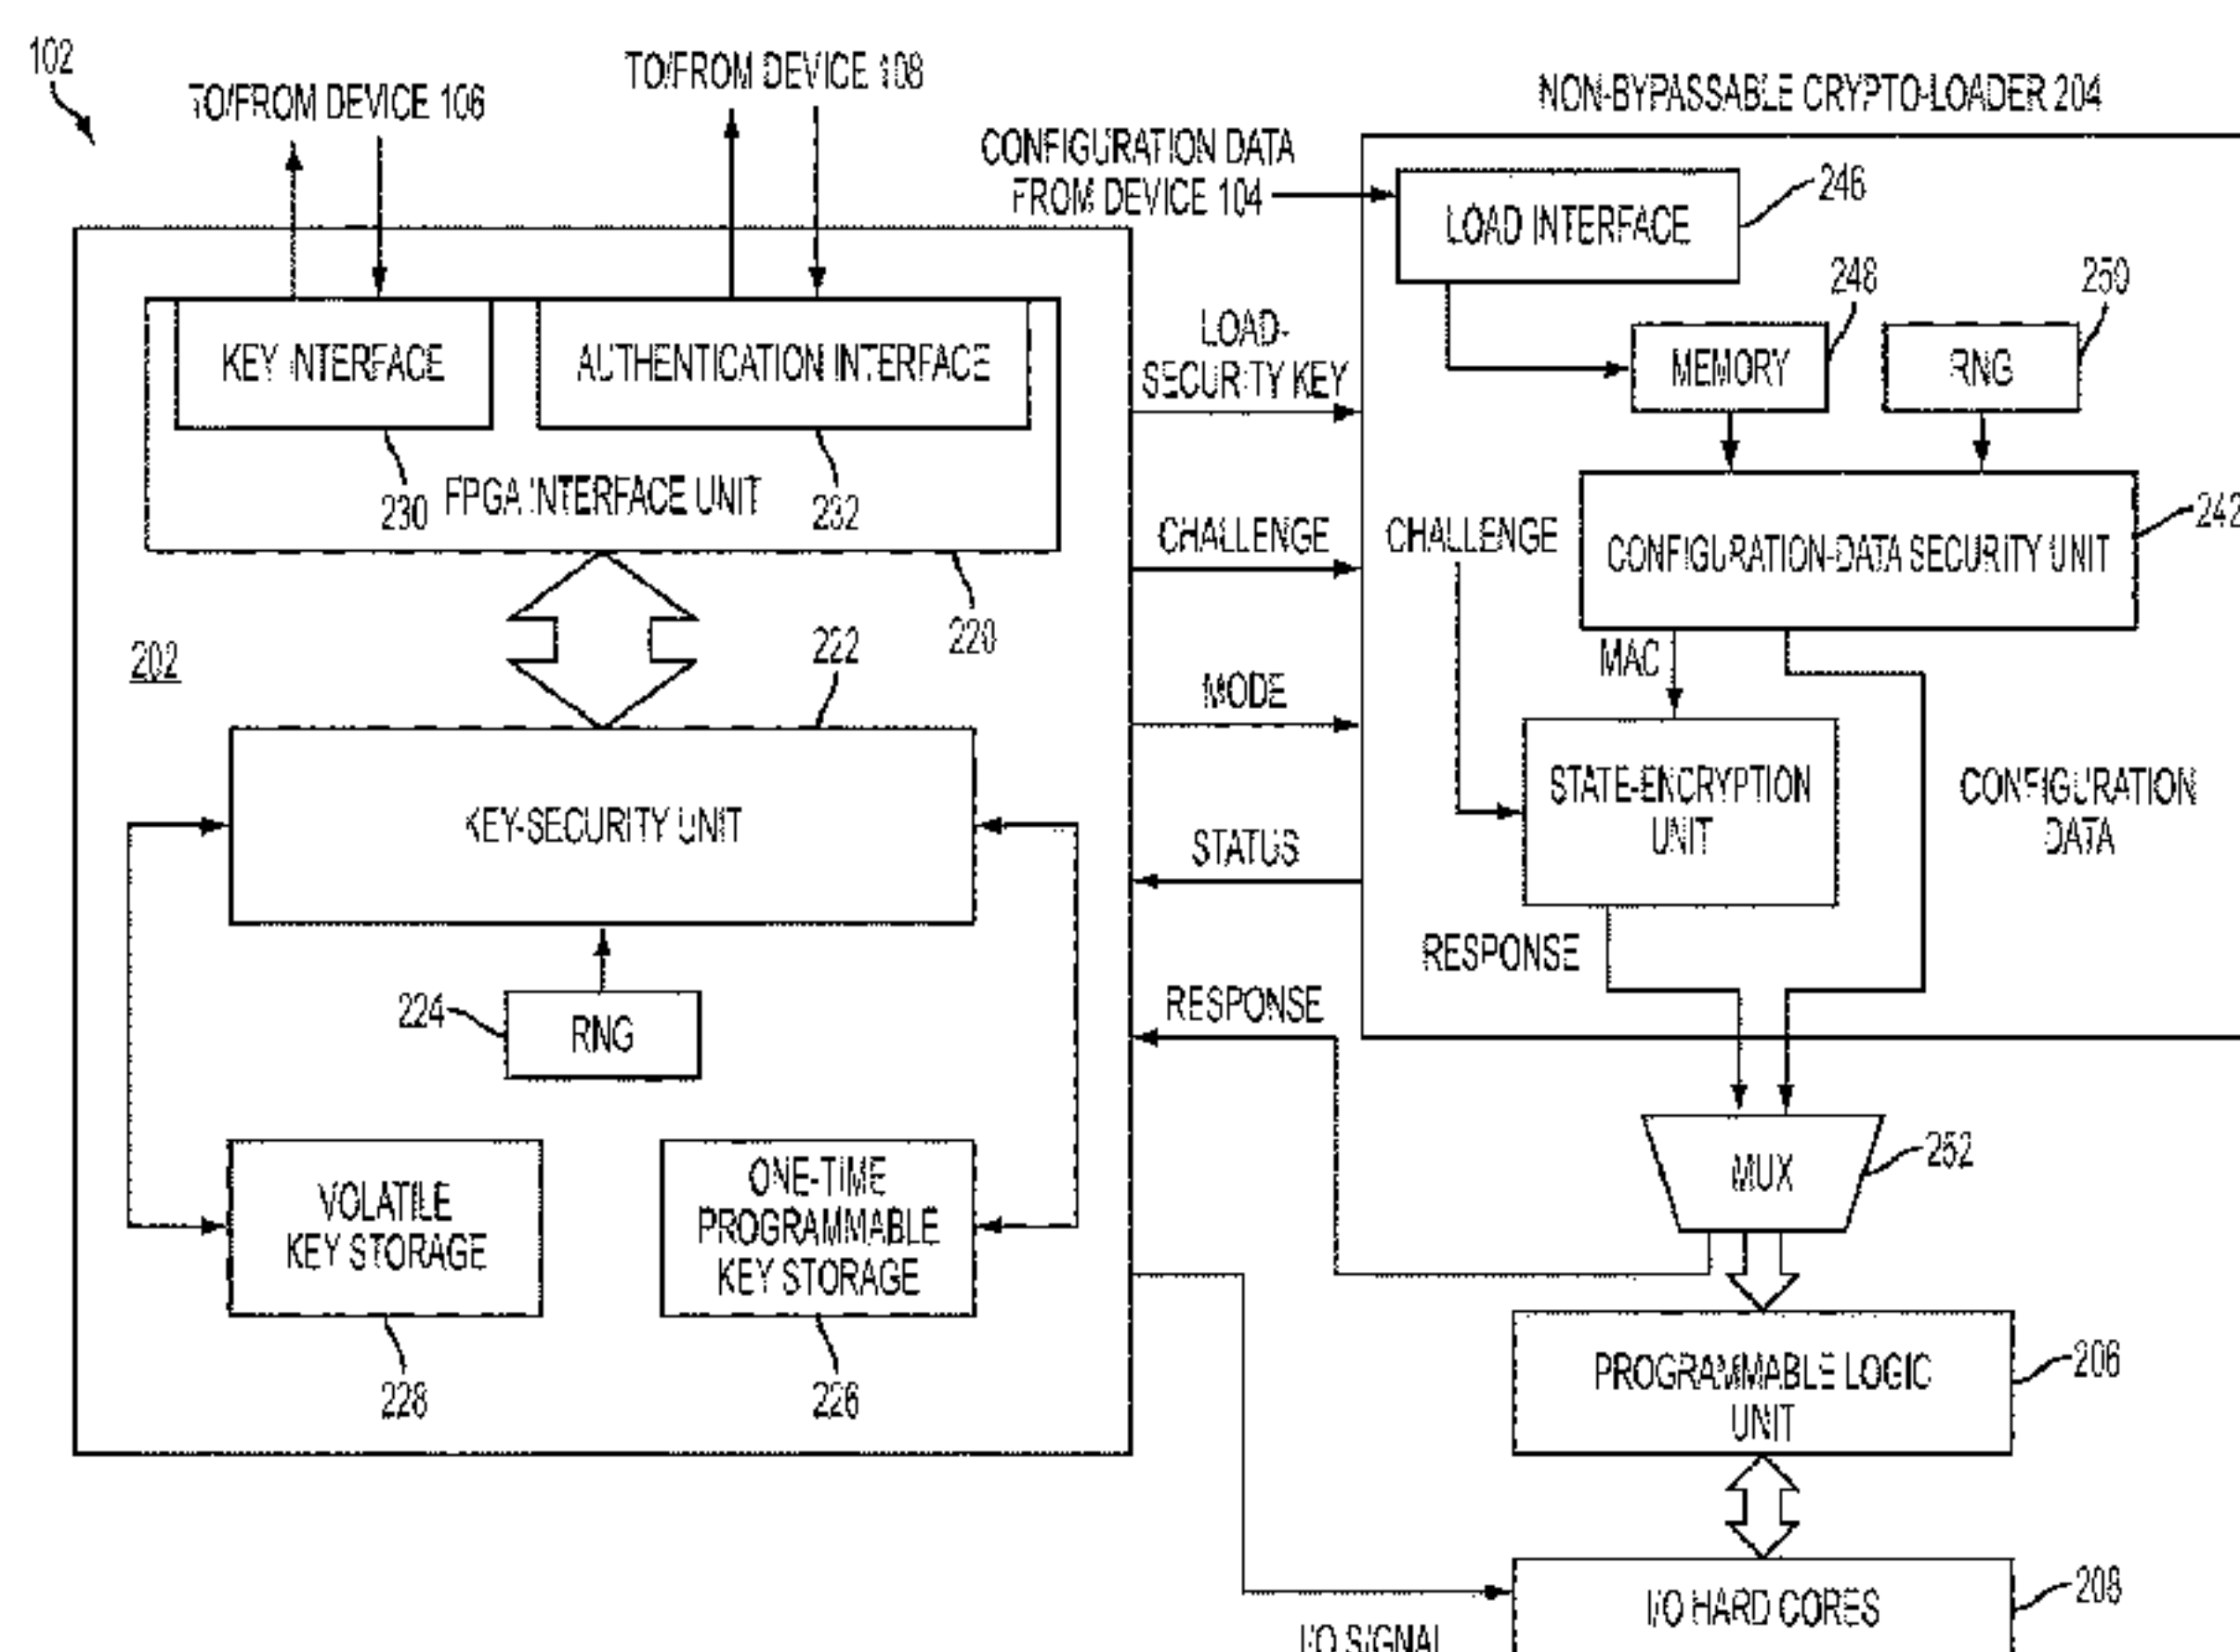 102
TO/FROM DEVICE 106
TO/FROM DEVICE 108
CONFIGURATION DATA
FROM DEVICE 104
NON-BYPASSABLE CRYPTO-LOADER 204
LOAD INTERFACE
246
248
250
MEMORY
RNG
KEY INTERFACE
AUTHENTICATION INTERFACE
230
FPGA INTERFACE UNIT
232
220
LOAD-
SECURITY KEY
CHALLENGE
MODE
STATUS
RESPONSE
CHALLENGE
CONFIGURATION-DATA SECURITY UNIT
242
MAC
STATE-ENCRYPTION
UNIT
CONFIGURATION
DATA
RESPONSE
202
222
KEY-SECURITY UNIT
224
RNG
VOLATILE
KEY STORAGE
228
ONE-TIME
PROGRAMMABLE
KEY STORAGE
226
MUX
252
PROGRAMMABLE LOGIC
UNIT
206
I/O HARD CORES
208
I/O SIGNAL